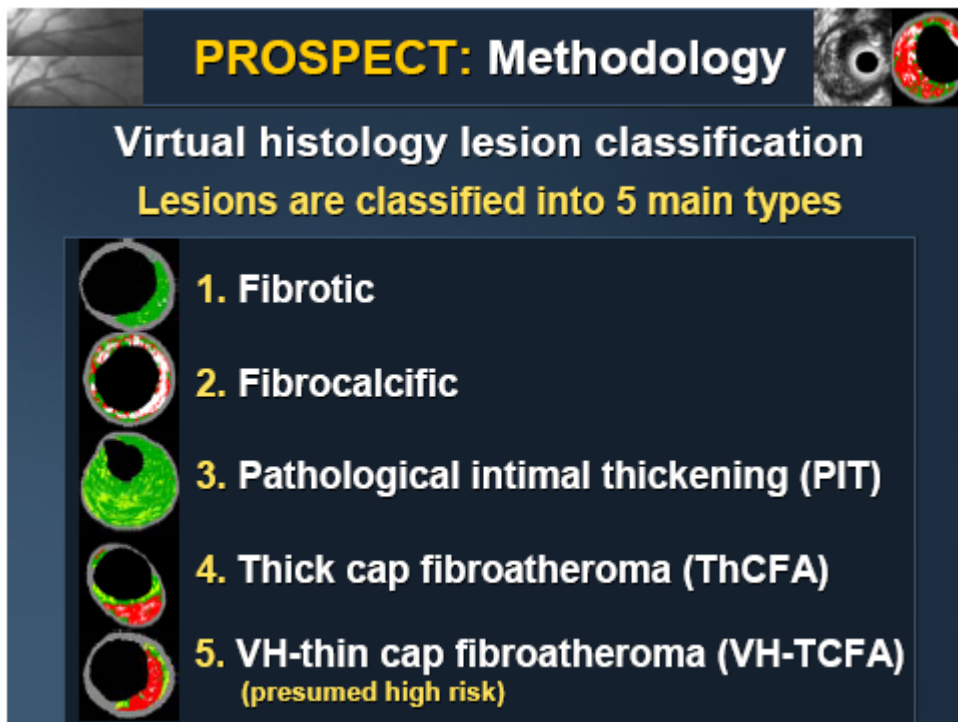 PROSPECT: Methodology
Virtual histology lesion classification
Lesions are classified into 5 main types
1. Fibrotic
2. Fibrocalcific
3. Pathological intimal thickening (PIT)
4. Thick cap fibroatheroma (ThCFA)
5. VH-thin cap fibroatheroma (VH-TCFA)
(presumed high risk)